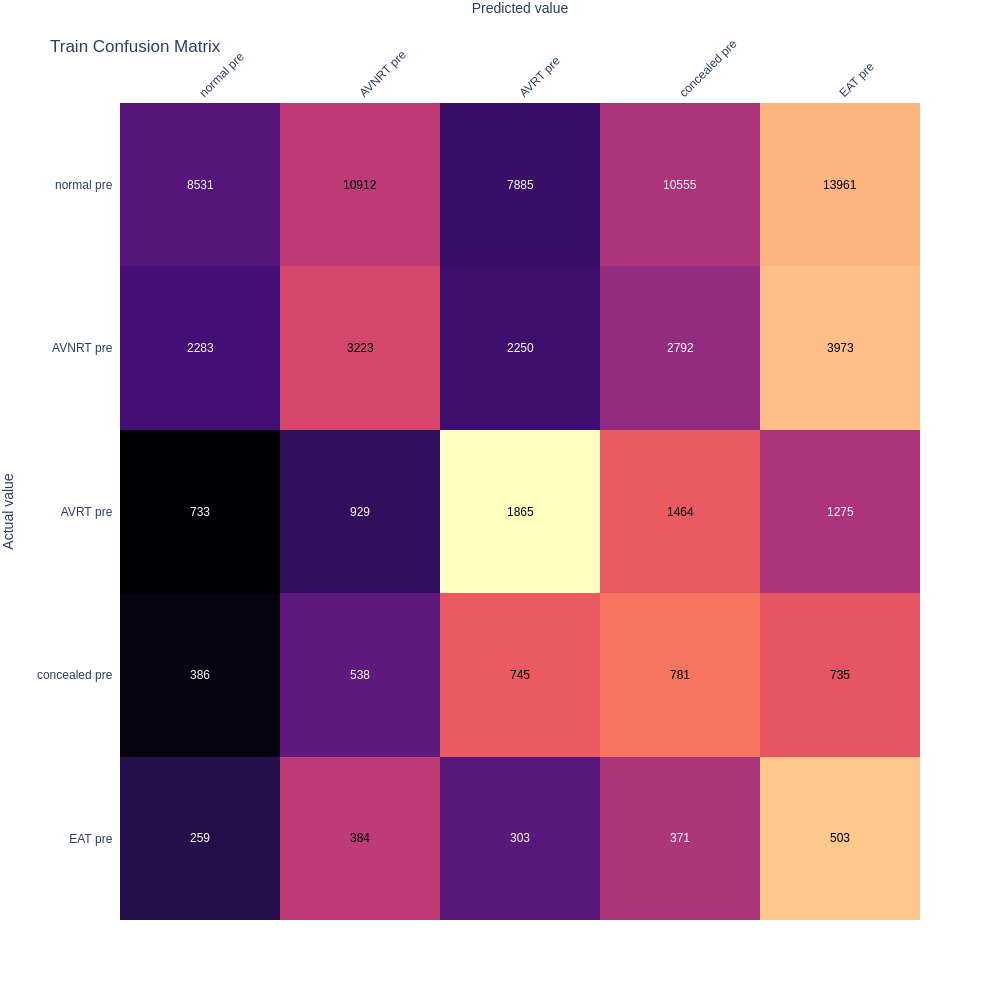 Predicted value
Train Confusion Matrix
normal pre AVNRT pre AVRT pre concealed pre EAT pre
normal pre 8531 10912 7885 10555 13961
AVNRT pre 2283 3223 2250 2792 3973
AVRT pre 733 929 1865 1464 1275
Actual value
concealed pre 386 538 745 781 735
EAT pre 259 384 303 371 503